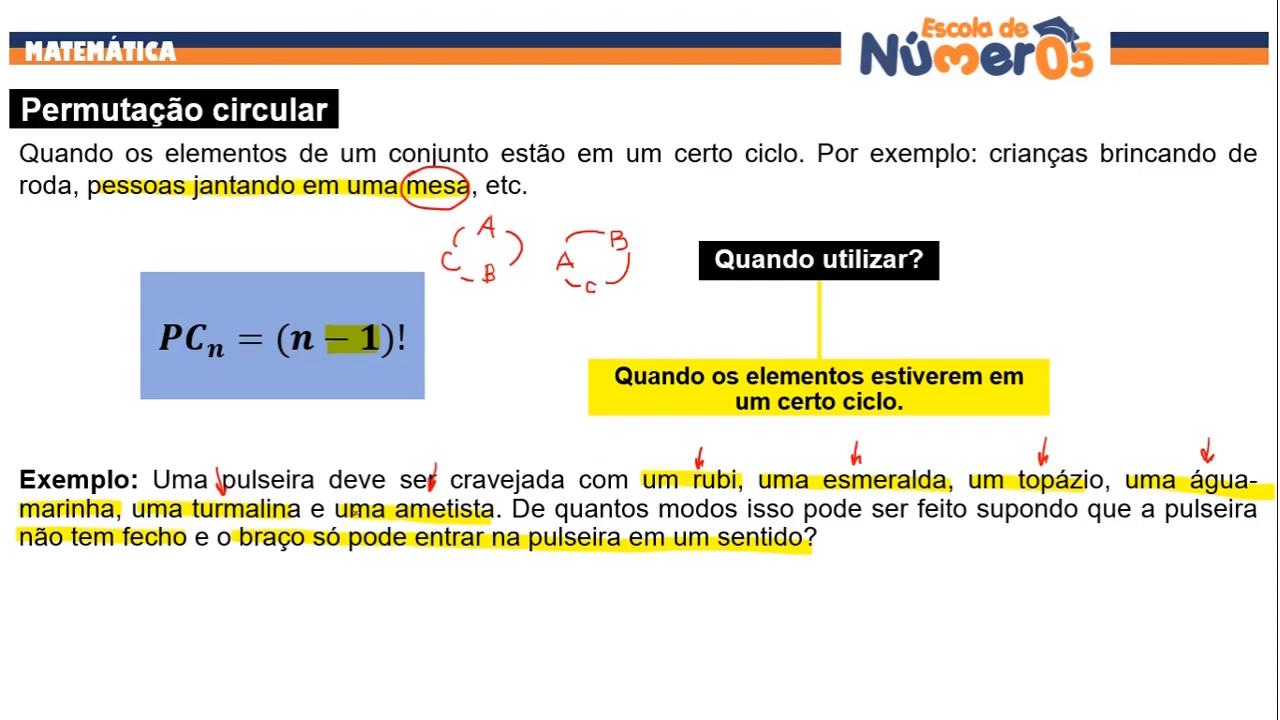 MATEMÁTICA
Escola de
Númer05
Permutação circular
Quando os elementos de um conjunto estão em um certo ciclo. Por exemplo: crianças brincando de
roda, pessoas jantando em uma mesa, etc.
A
C
B
B
A
C
Quando utilizar?
PCₙ = (n − 1)!
Quando os elementos estiverem em
um certo ciclo.
Exemplo: Uma pulseira deve ser cravejada com um rubi, uma esmeralda, um topázio, uma água-
marinha, uma turmalina e uma ametista. De quantos modos isso pode ser feito supondo que a pulseira
não tem fecho e o braço só pode entrar na pulseira em um sentido?